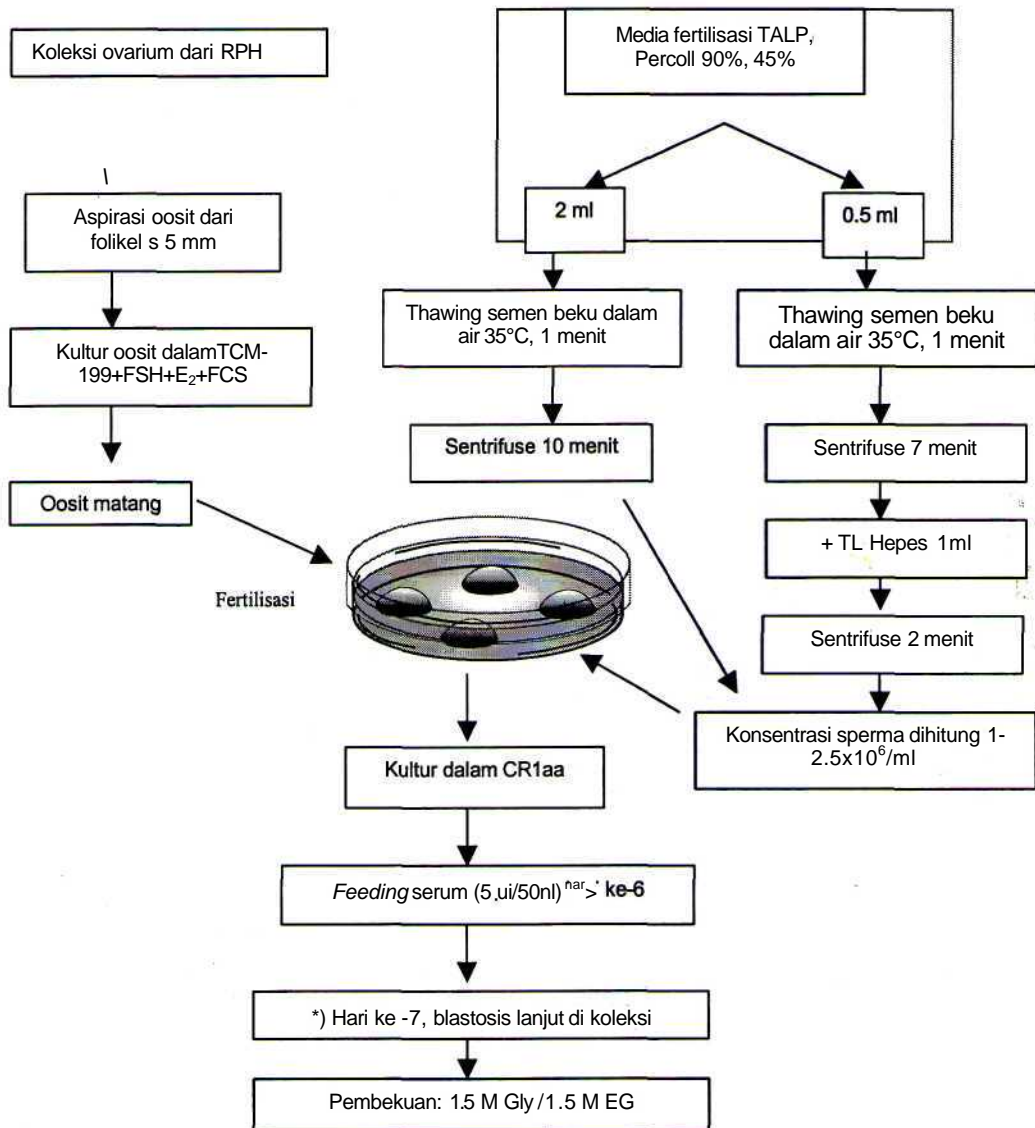 Koleksi ovarium dari RPH
Aspirasi oosit dari
folikel s 5 mm
Kultur oosit dalamTCM-
199+FSH+E₂+FCS
Oosit matang
Media fertilisasi TALP,
Percoll 90%, 45%
2 ml
0.5 ml
Thawing semen beku dalam
air 35°C, 1 menit
Sentrifuse 10 menit
Thawing semen beku
dalam air 35°C, 1 menit
Sentrifuse 7 menit
+ TL Hepes 1ml
Sentrifuse 2 menit
Konsentrasi sperma dihitung 1-
2.5x10⁶/ml
Fertilisasi
Kultur dalam CR1aa
Feeding serum (5.ui/50nl) ke-6
*) Hari ke -7, blastosis lanjut di koleksi
Pembekuan: 1.5 M Gly /1.5 M EG